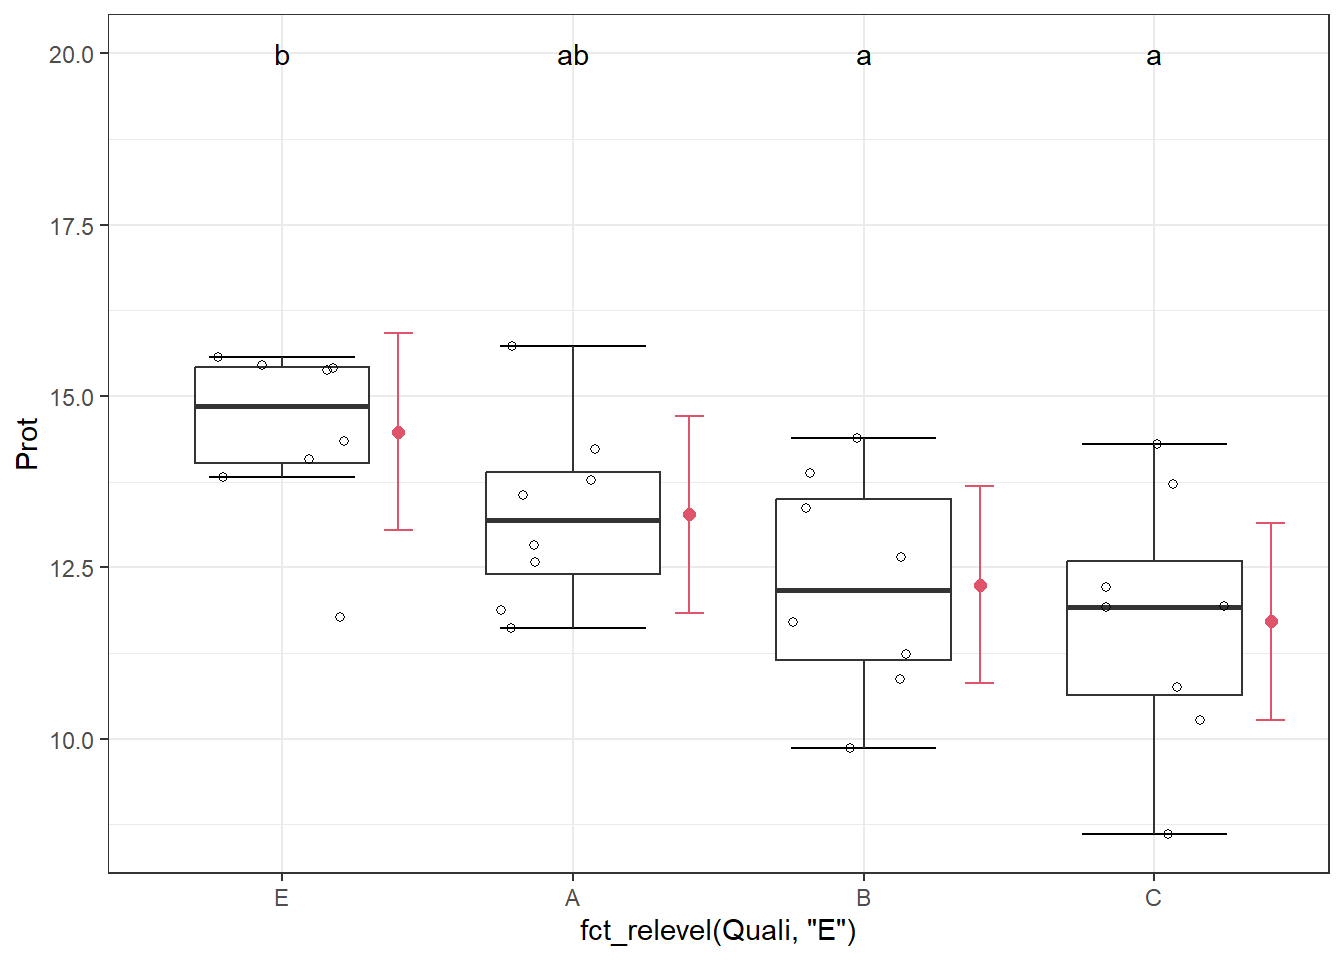 b ab a a
20.0
17.5
15.0
12.5
10.0
Prot
E A B C
fct_relevel(Quali, "E")